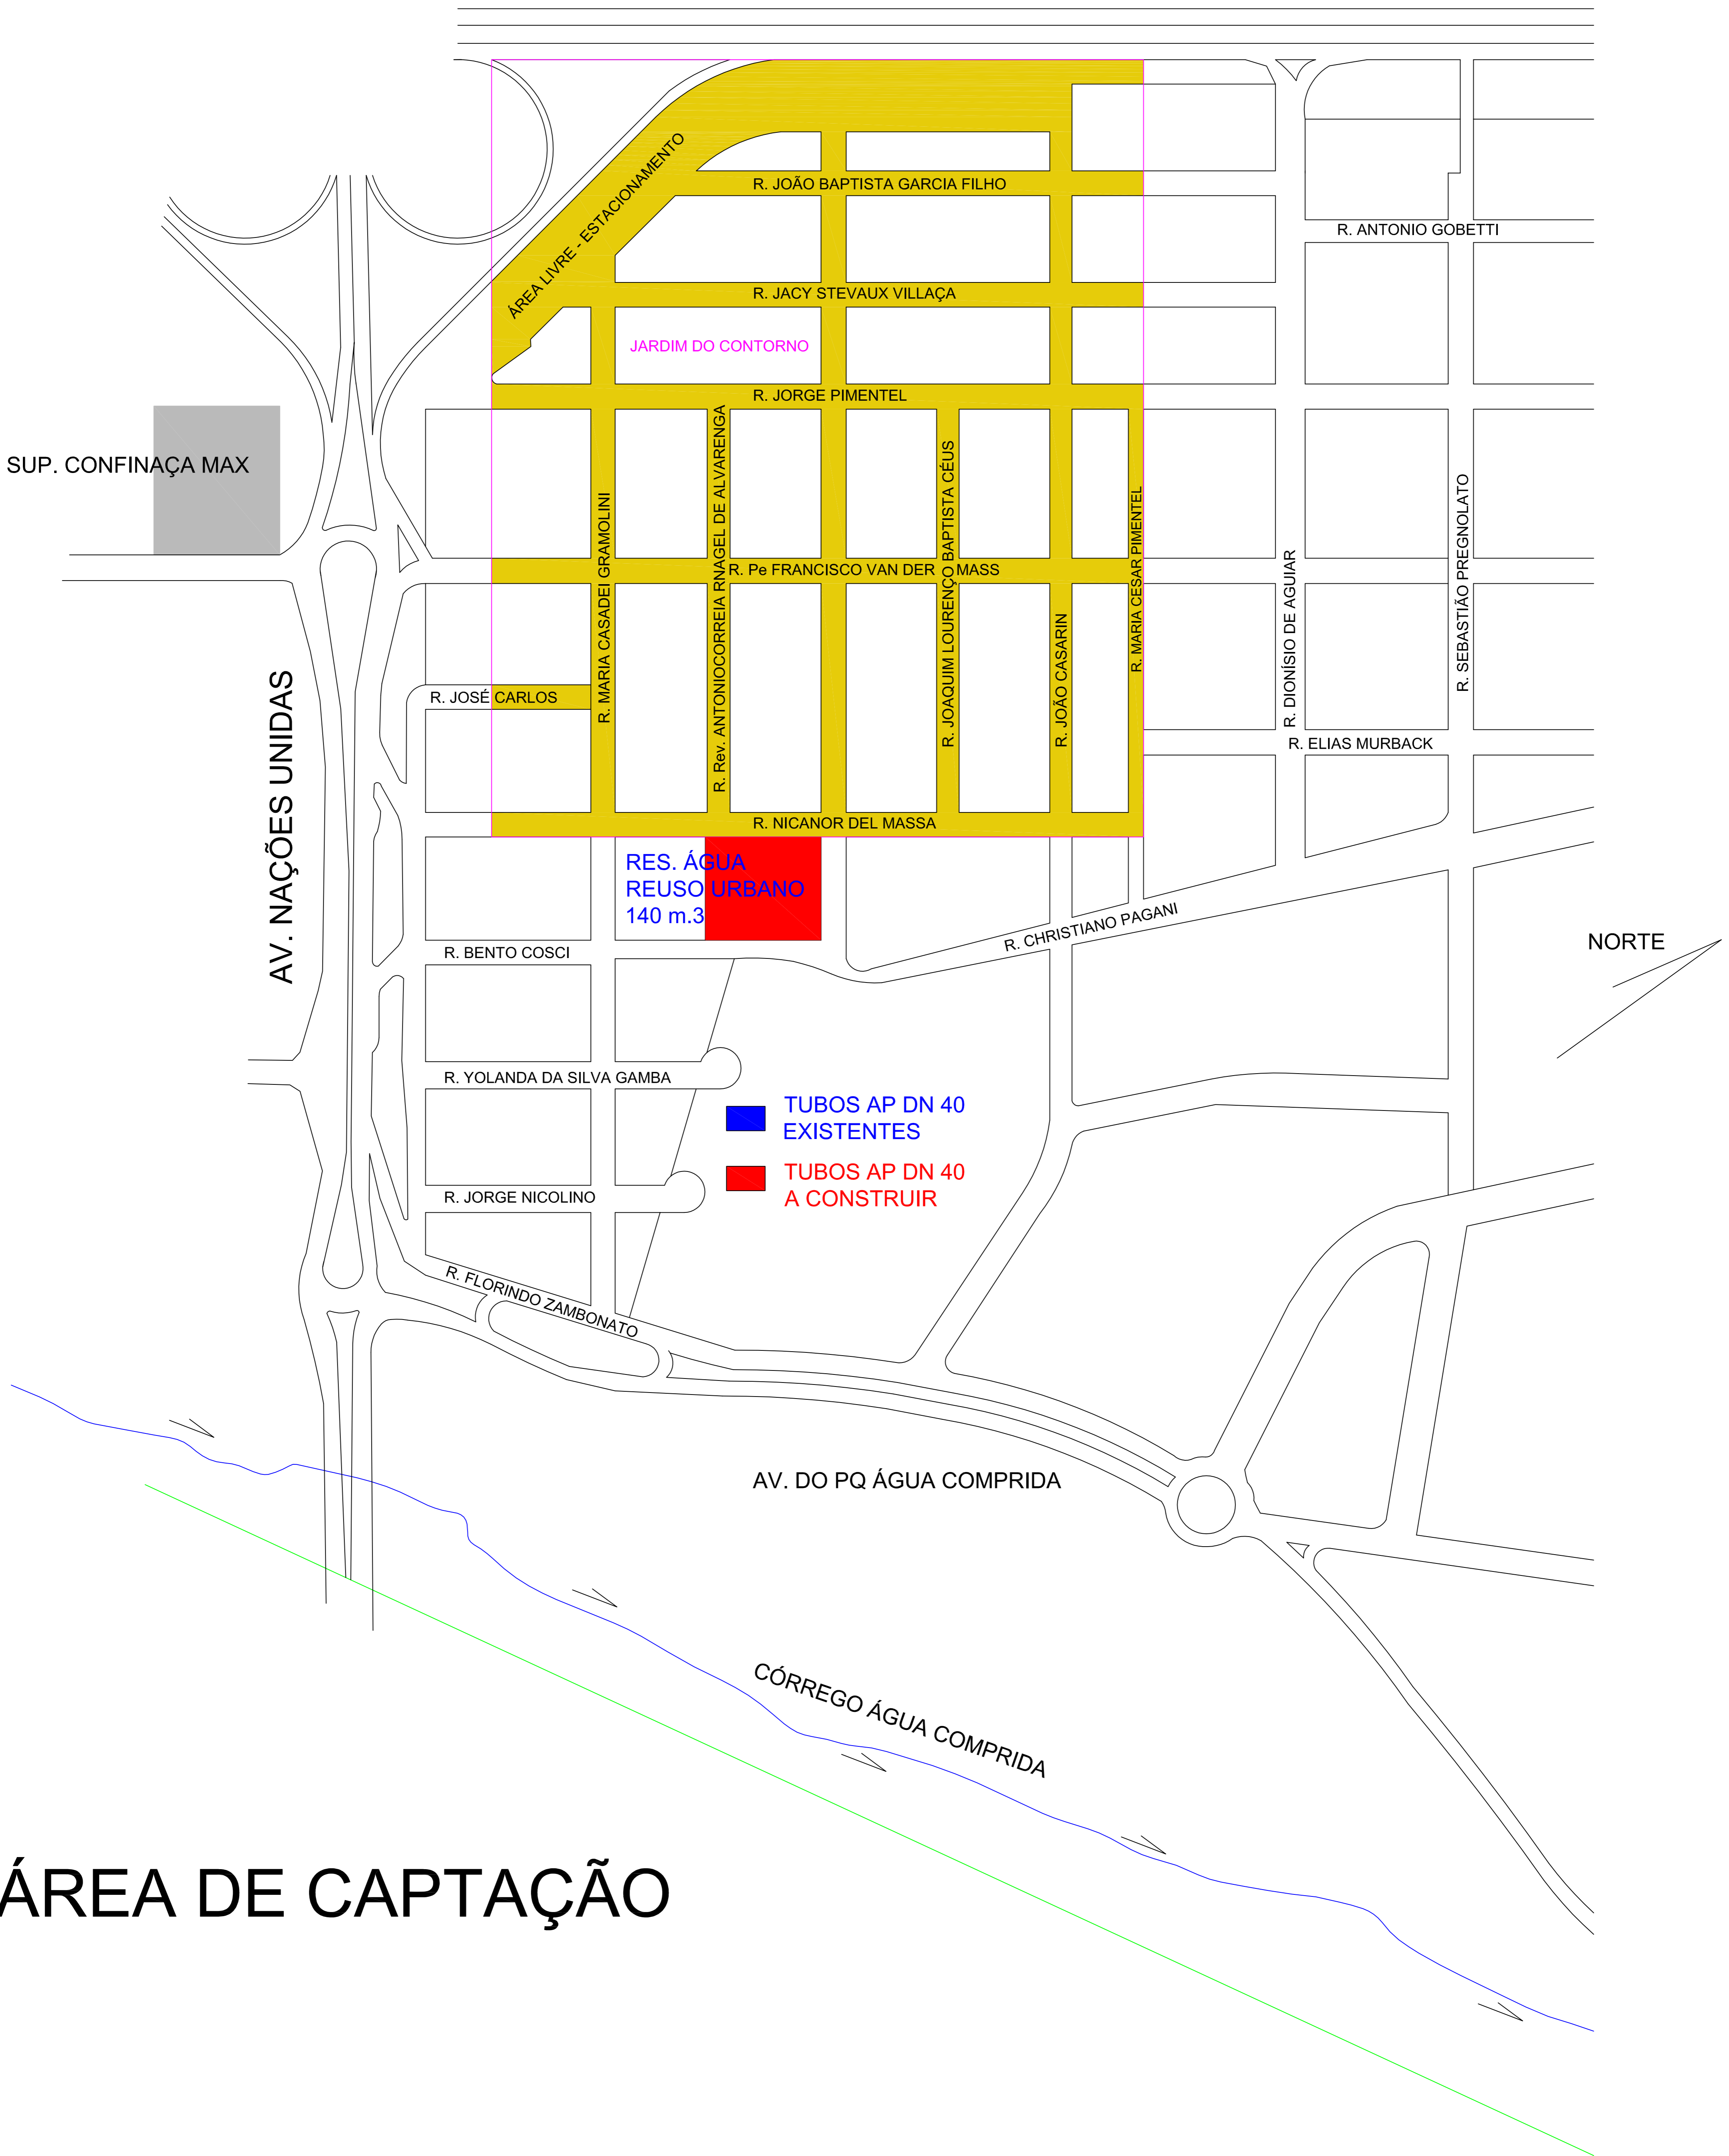 R. JOÃO BAPTISTA GARCIA FILHO
ÁREA LIVRE - ESTACIONAMENTO
R. ANTONIO GOBETTI
R. JACY STEVAUX VILLAÇA
JARDIM DO CONTORNO
R. JORGE PIMENTEL
SUP. CONFINAÇA MAX
R. MARIA CASADEI GRAMOLINI
R. Rev. ANTONIOCORREIA RNAGEL DE ALVARENGA
R. JOAQUIM LOURENÇO BAPTISTA CÉUS
R. JOÃO CASARIN
R. MARIA CESAR PIMENTEL
R. DIONÍSIO DE AGUIAR
R. SEBASTIÃO PREGNOLATO
R. Pe FRANCISCO VAN DER MASS
R. JOSÉ CARLOS
R. ELIAS MURBACK
AV. NAÇÕES UNIDAS
R. NICANOR DEL MASSA
RES. ÁGUA
REUSO URBANO
140 m.3
R. CHRISTIANO PAGANI
NORTE
R. BENTO COSCI
R. YOLANDA DA SILVA GAMBA
TUBOS AP DN 40
EXISTENTES
TUBOS AP DN 40
A CONSTRUIR
R. JORGE NICOLINO
R. FLORINDO ZAMBONATO
AV. DO PQ ÁGUA COMPRIDA
CÓRREGO ÁGUA COMPRIDA
ÁREA DE CAPTAÇÃO